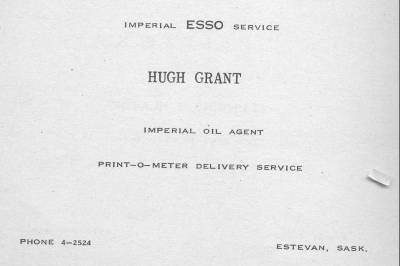 IMPERIAL ESSO SERVICE
HUGH GRANT
IMPERIAL OIL AGENT
PRINT-O-METER DELIVERY SERVICE
PHONE 4-2524
ESTEVAN, SASK.